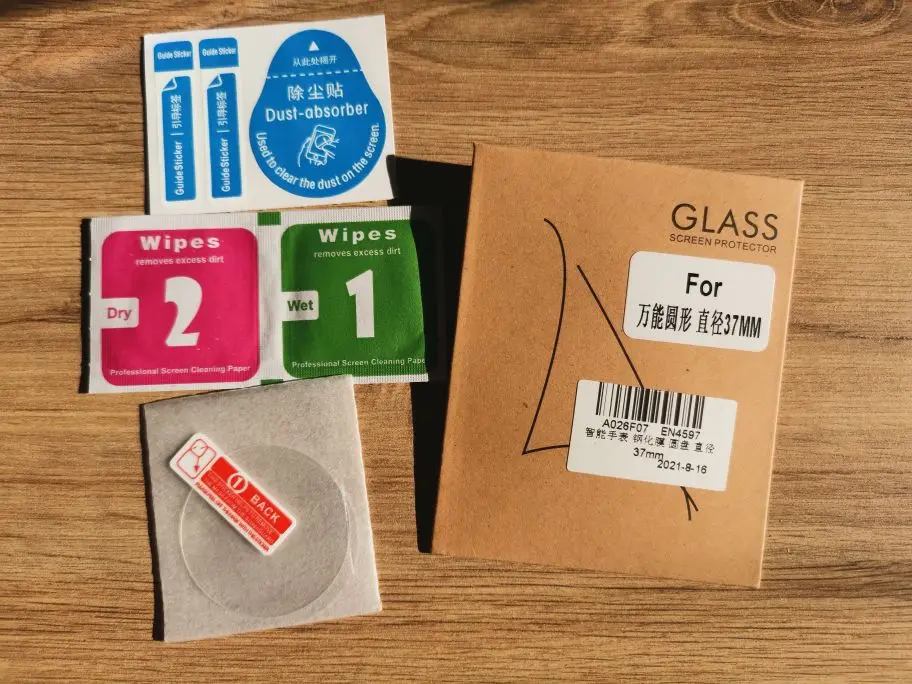 Guide Sticker
Guide Sticker
GuideSticker | 引导标签
GuideSticker | 引导标签
从此处揭开
除尘贴
Dust-absorber
Used to clear the dust on the screen.
Wipes
removes excess dirt
Dry
2
Professional Screen Cleaning Paper
Wipes
removes excess dirt
Wet
1
Professional Screen Cleaning Pape
BACK
GLASS
SCREEN PROTECTOR
For
万能圆形 直径37MM
A026F07 EN4597
智能手表 钢化膜 圆盘 直径
37mm
2021-8-16